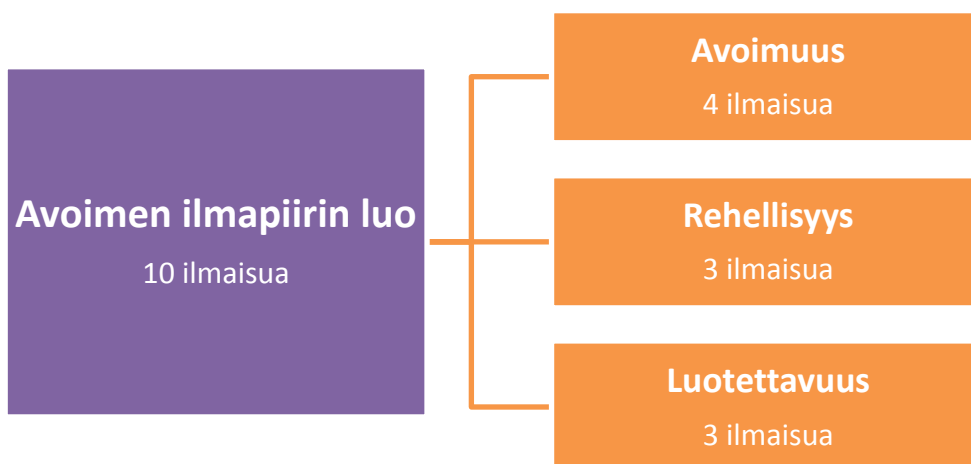 Avoimen ilmapiirin luo
10 ilmaisua
Avoimuus
4 ilmaisua
Rehellisyys
3 ilmaisua
Luotettavuus
3 ilmaisua